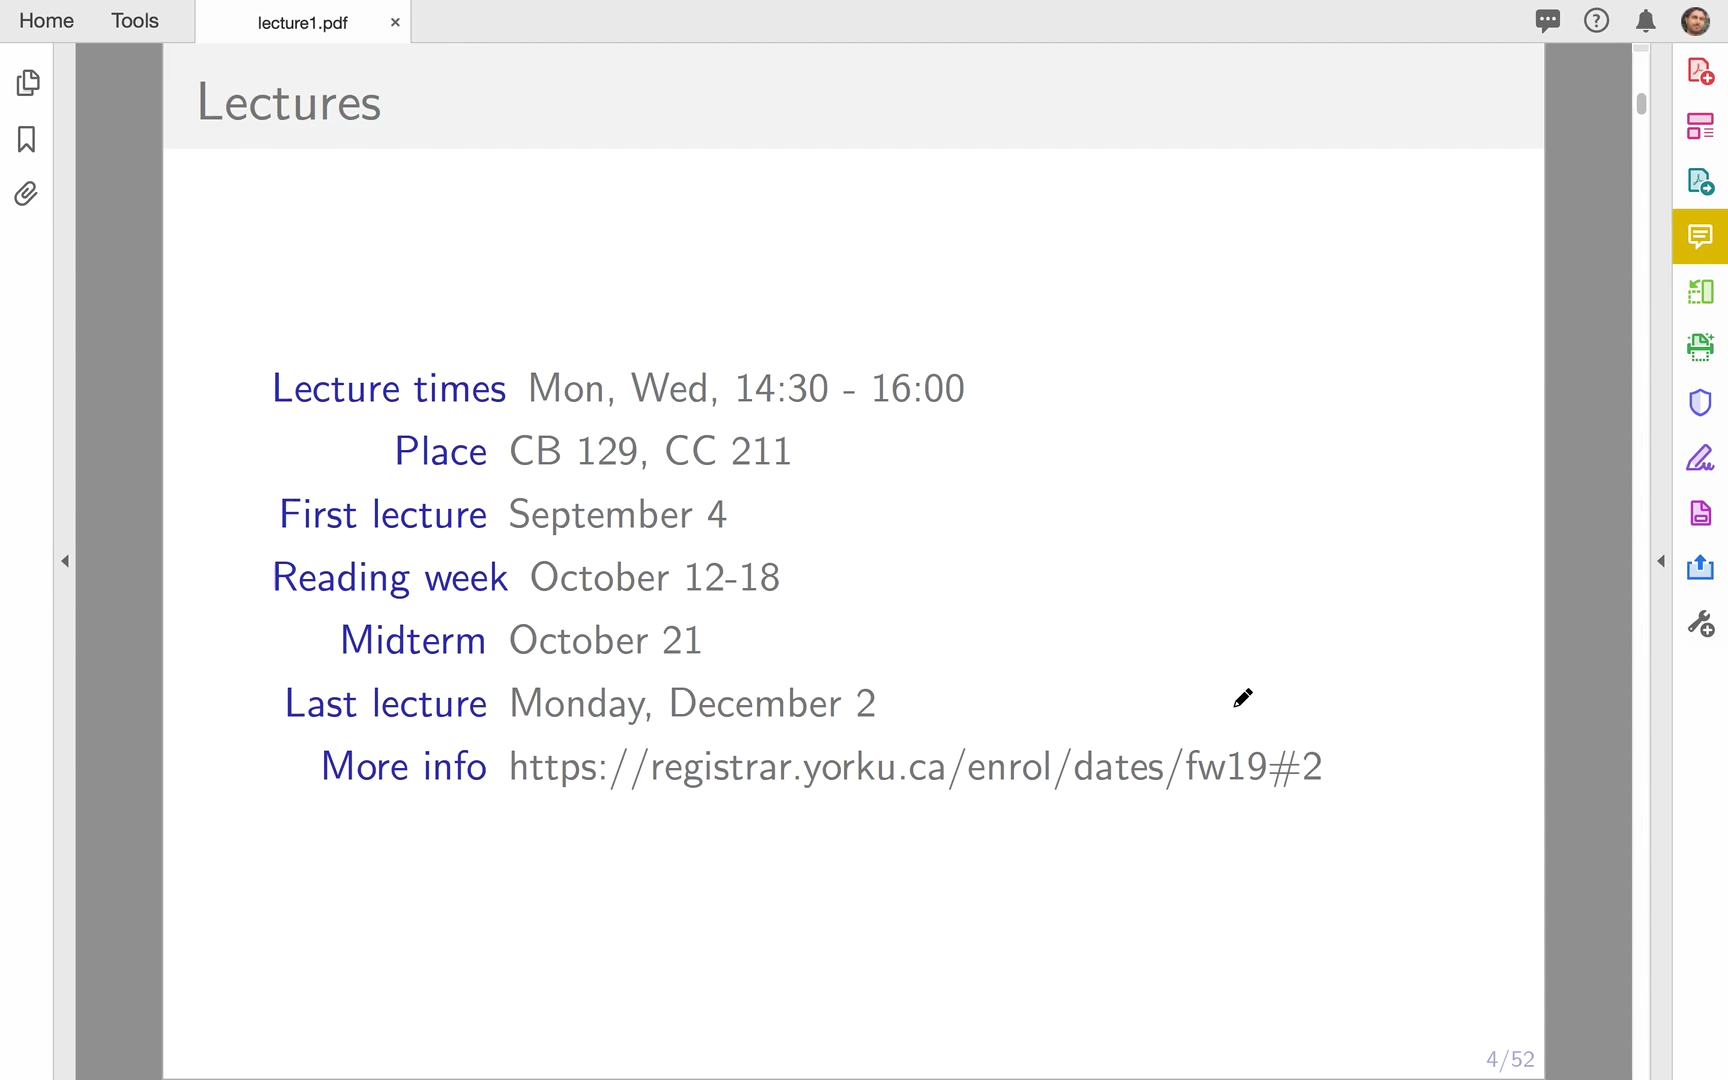 Home Tools lecture1.pdf ×
Lectures
Lecture times Mon, Wed, 14:30 - 16:00
Place CB 129, CC 211
First lecture September 4
Reading week October 12-18
Midterm October 21
Last lecture Monday, December 2
More info https://registrar.yorku.ca/enrol/dates/fw19#2
4/52